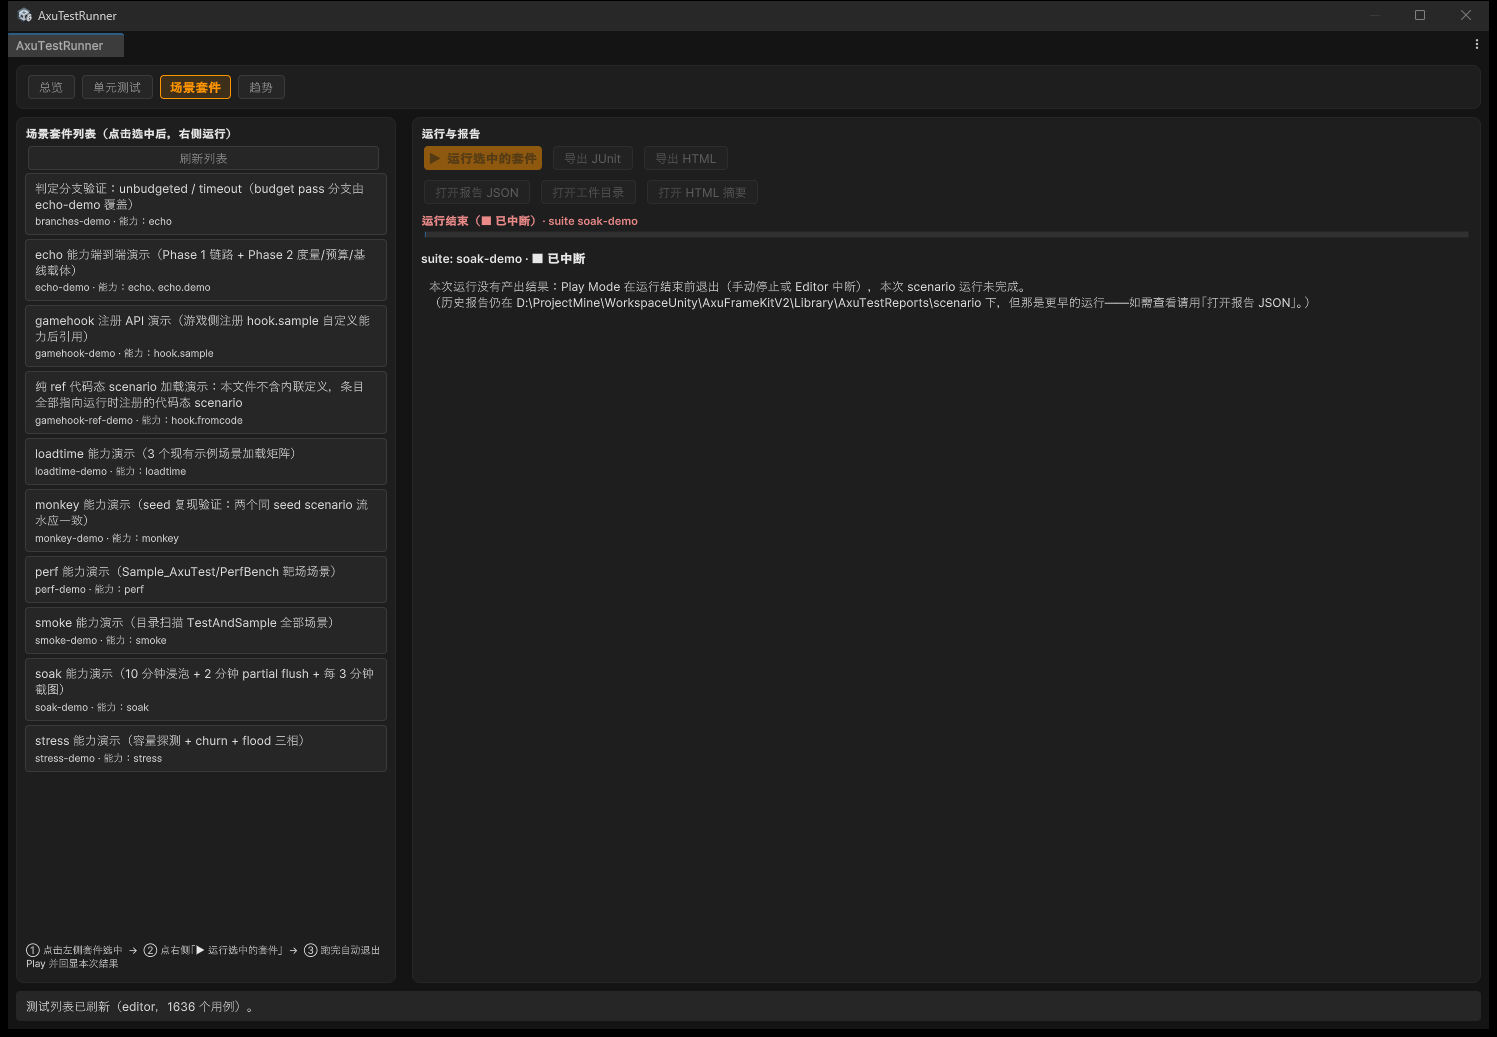 AxuTestRunner
AxuTestRunner
总览
单元测试
场景套件
趋势
场景套件列表（点击选中后，右侧运行）
刷新列表
判定分支验证：unbudgeted / timeout（budget pass 分支由
echo-demo 覆盖）
branches-demo · 能力：echo
echo 能力端到端演示（Phase 1 链路 + Phase 2 度量/预算/基
线载体）
echo-demo · 能力：echo、echo.demo
gamehook 注册 API 演示（游戏侧注册 hook.sample 自定义能
力后引用）
gamehook-demo · 能力：hook.sample
纯 ref 代码态 scenario 加载演示：本文件不含内联定义，条目
全部指向运行时注册的代码态 scenario
gamehook-ref-demo · 能力：hook.fromcode
loadtime 能力演示（3 个现有示例场景加载矩阵）
loadtime-demo · 能力：loadtime
monkey 能力演示（seed 复现验证：两个同 seed scenario 流
水应一致）
monkey-demo · 能力：monkey
perf 能力演示（Sample_AxuTest/PerfBench 靶场场景）
perf-demo · 能力：perf
smoke 能力演示（目录扫描 TestAndSample 全部场景）
smoke-demo · 能力：smoke
soak 能力演示（10 分钟浸泡 + 2 分钟 partial flush + 每 3 分钟
截图）
soak-demo · 能力：soak
stress 能力演示（容量探测 + churn + flood 三相）
stress-demo · 能力：stress
① 点击左侧套件选中 → ② 点右侧「▶ 运行选中的套件」 → ③ 跑完自动退出
Play 并回显本次结果
运行与报告
▶ 运行选中的套件
导出 JUnit
导出 HTML
打开报告 JSON
打开工件目录
打开 HTML 摘要
运行结束（■ 已中断）· suite soak-demo
suite: soak-demo · ■ 已中断
本次运行没有产出结果：Play Mode 在运行结束前退出（手动停止或 Editor 中断），本次 scenario 运行未完成。
（历史报告仍在 D:\ProjectMine\WorkspaceUnity\AxuFrameKitV2\Library\AxuTestReports\scenario 下，但那是更早的运行——如需查看请用「打开报告 JSON」。）
测试列表已刷新（editor，1636 个用例）。